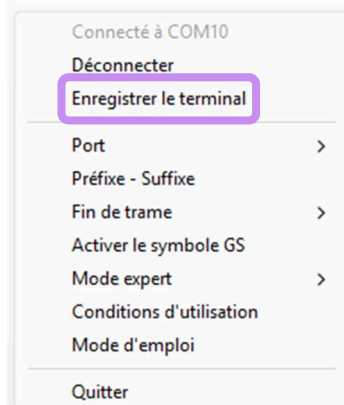 Connecté à COM10
Déconnecter
Enregistrer le terminal
Port
Préfixe - Suffixe
Fin de trame
Activer le symbole GS
Mode expert
Conditions d'utilisation
Mode d'emploi
Quitter